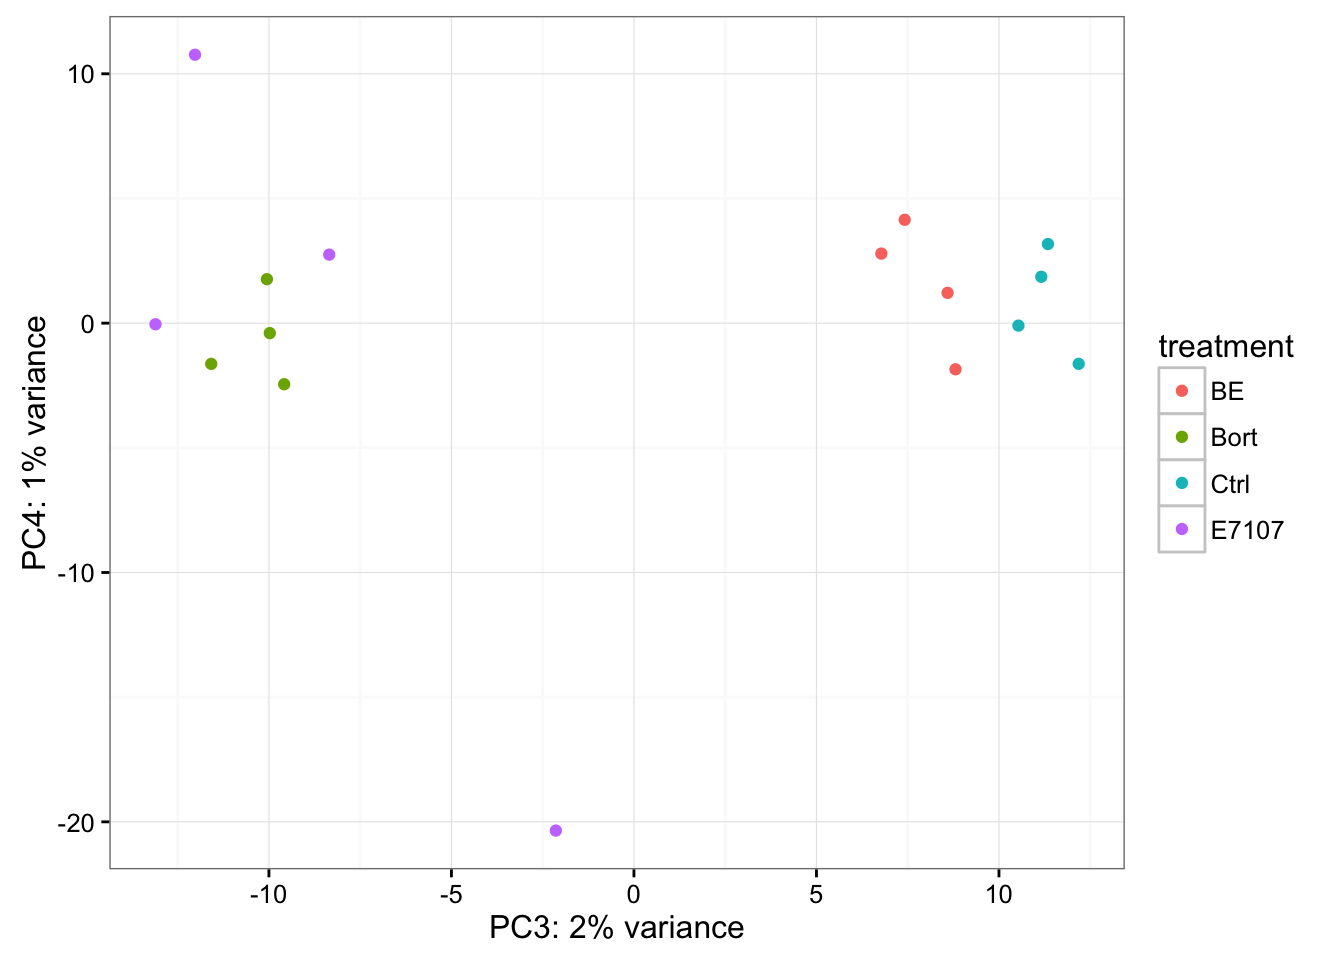 10
0
-10
-20
PC4: 1% variance
-10
-5
0
5
10
PC3: 2% variance
treatment
BE
Bort
Ctrl
E7107